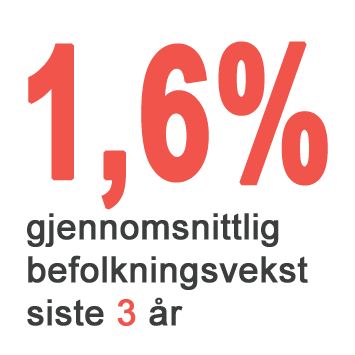 1,6%
gjennomsnittlig
befolkningsvekst
siste 3 år